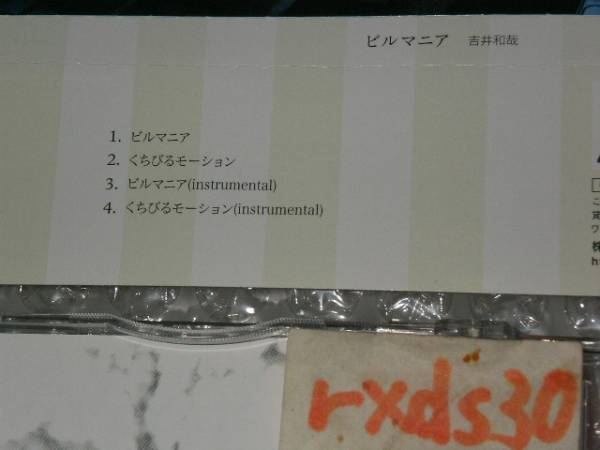 ビルマニア 吉井和哉
1. ビルマニア
2. くちびるモーション
3. ビルマニア(instrumental)
4. くちびるモーション(instrumental)
rxds30